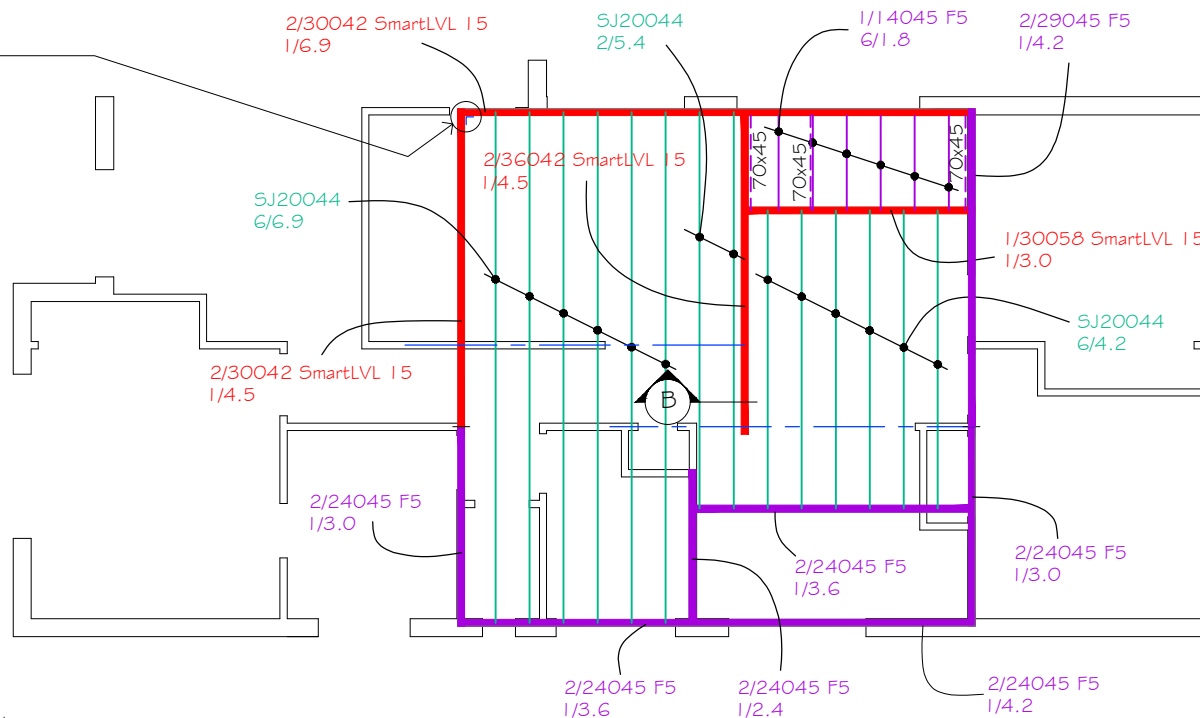 2/30042 SmartLVL 15
1/6.9
SJ20044
2/5.4
1/14045 F5
6/1.8
2/29045 F5
1/4.2
70x45
70x45
70x45
2/36042 SmartLVL 15
1/4.5
SJ20044
6/6.9
1/30058 SmartLVL 15
1/3.0
SJ20044
6/4.2
2/30042 SmartLVL 15
1/4.5
B
2/24045 F5
1/3.0
2/24045 F5
1/3.6
2/24045 F5
1/3.0
2/24045 F5
1/3.6
2/24045 F5
1/2.4
2/24045 F5
1/4.2